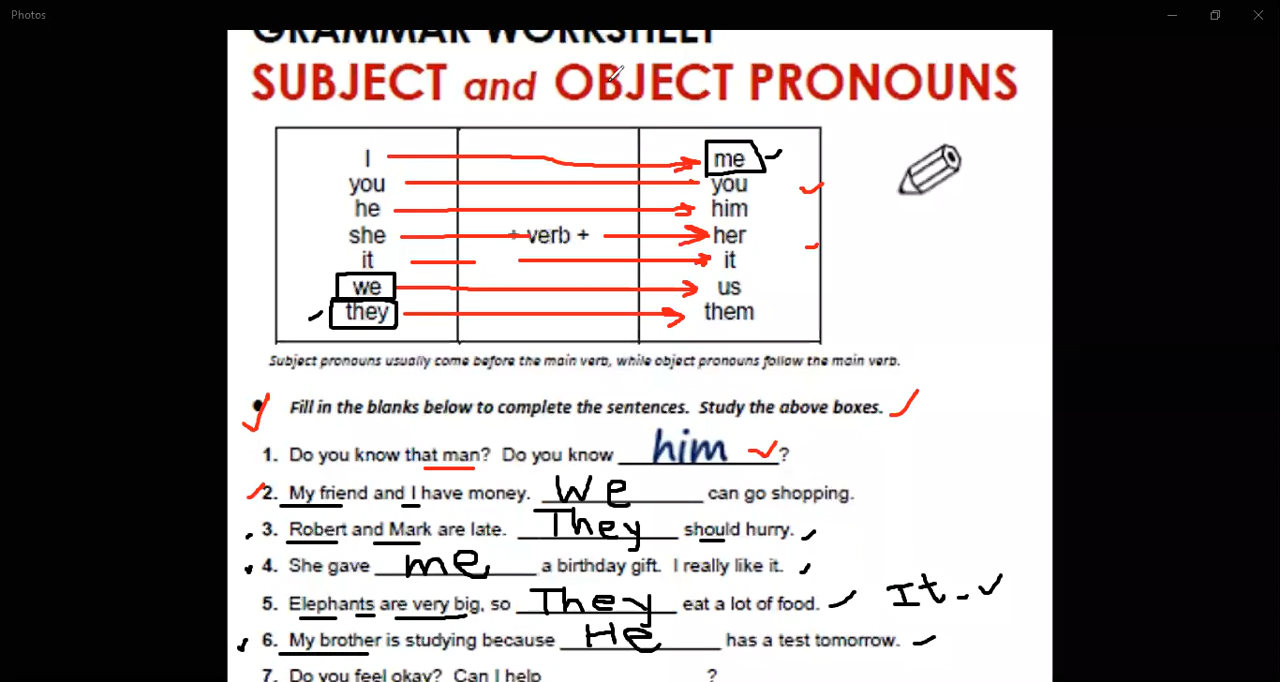 Photos
GRAMMAR WORKSHEET
SUBJECT and OBJECT PRONOUNS
I me
you you
he him
she + verb + her
it it
we us
they them
Subject pronouns usually come before the main verb, while object pronouns follow the main verb.
Fill in the blanks below to complete the sentences. Study the above boxes.
1. Do you know that man? Do you know him ?
2. My friend and I have money. We can go shopping.
3. Robert and Mark are late. They should hurry.
4. She gave me a birthday gift. I really like it.
5. Elephants are very big, so They eat a lot of food. It -
6. My brother is studying because He has a test tomorrow.
7. Do you feel okay? Can I help ?